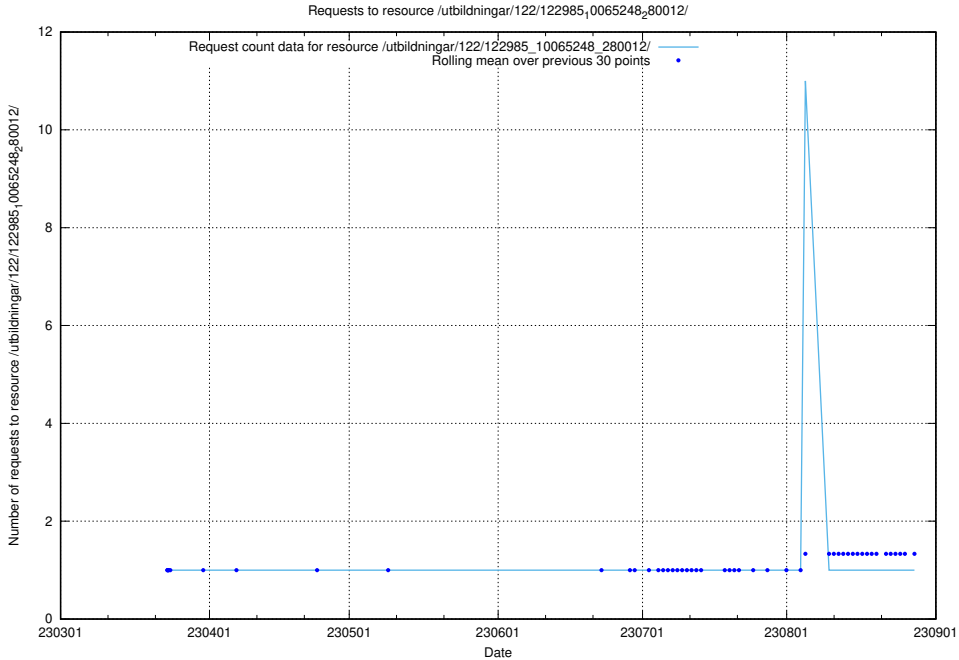 Requests to resource /utbildningar/122/122985₁0065248₂80012/
Request count data for resource /utbildningar/122/122985_10065248_280012/
Rolling mean over previous 30 points
Number of requests to resource /utbildningar/122/122985₁0065248₂80012/
12
10
8
6
4
2
0
230301 230401 230501 230601 230701 230801 230901
Date